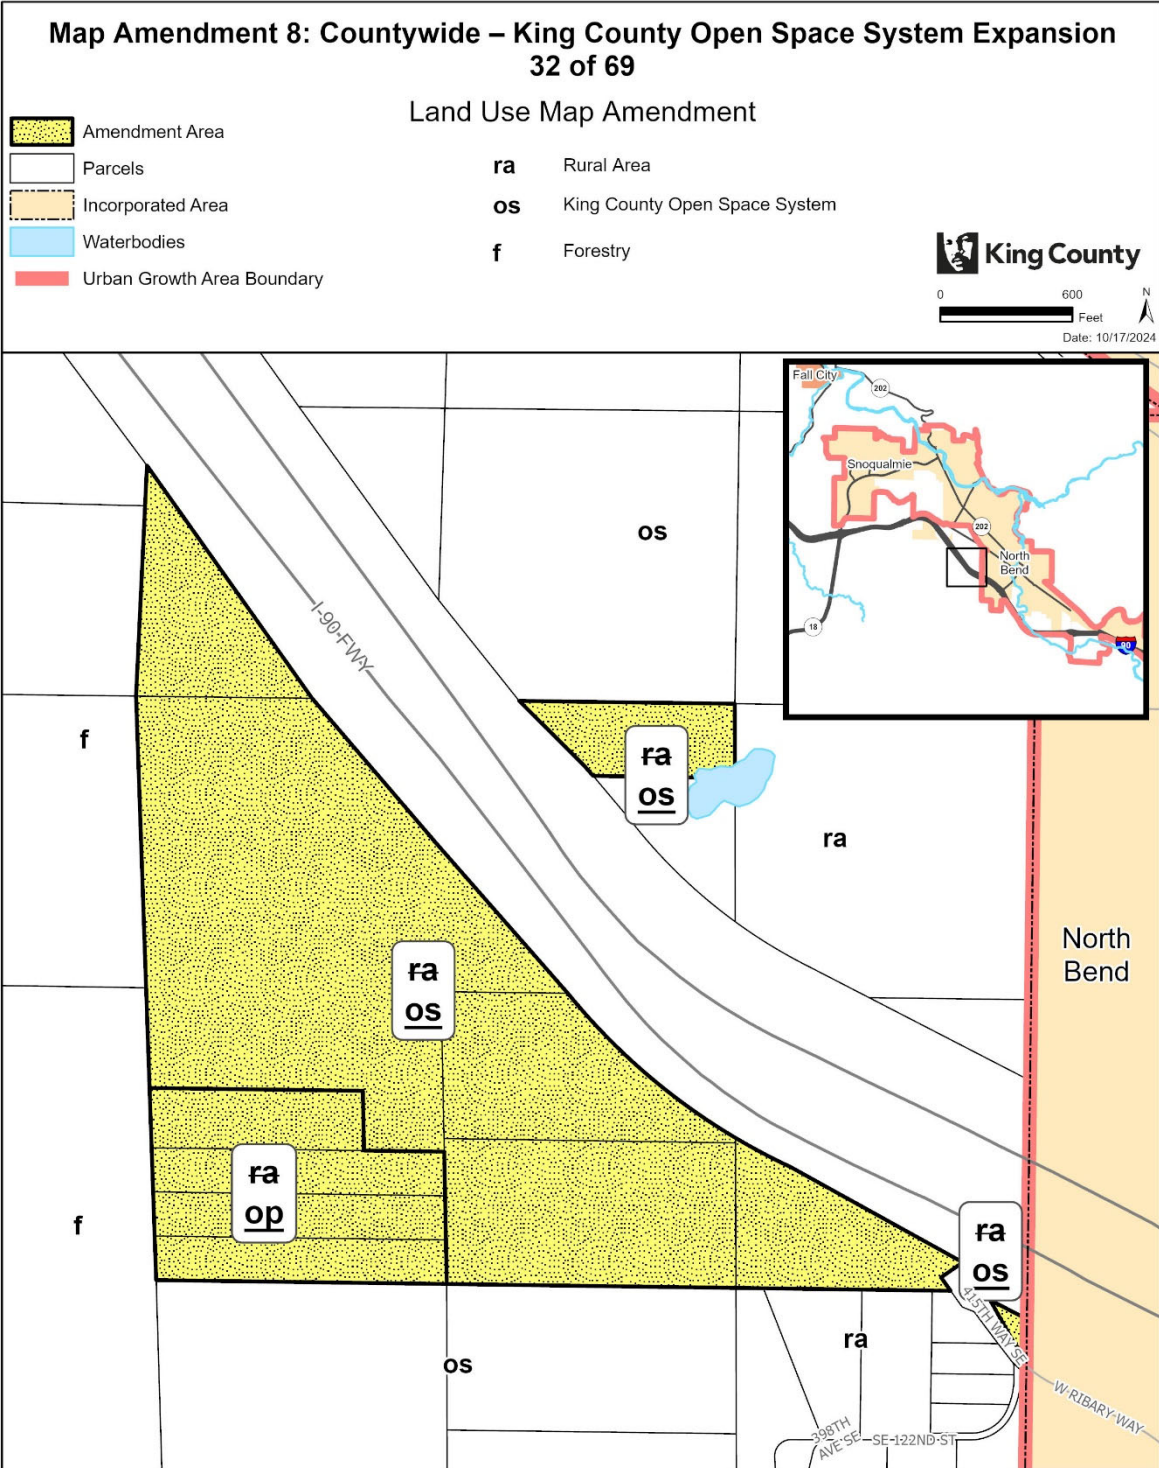 Map Amendment 8: Countywide – King County Open Space System Expansion
32 of 69
Land Use Map Amendment
Amendment Area
Parcels
Incorporated Area
Waterbodies
Urban Growth Area Boundary
ra Rural Area
os King County Open Space System
f Forestry
King County
0 600
Feet
N
Date: 10/17/2024
Fall City
202
Snoqualmie
202
North
Bend
18
90
os
I-90 FWY
f
ra
os
ra
North
Bend
ra
os
ra
op
f
ra
os
415TH WAY SE
ra
os
W RIBARY WAY
398TH
AVE SE
SE 122ND ST